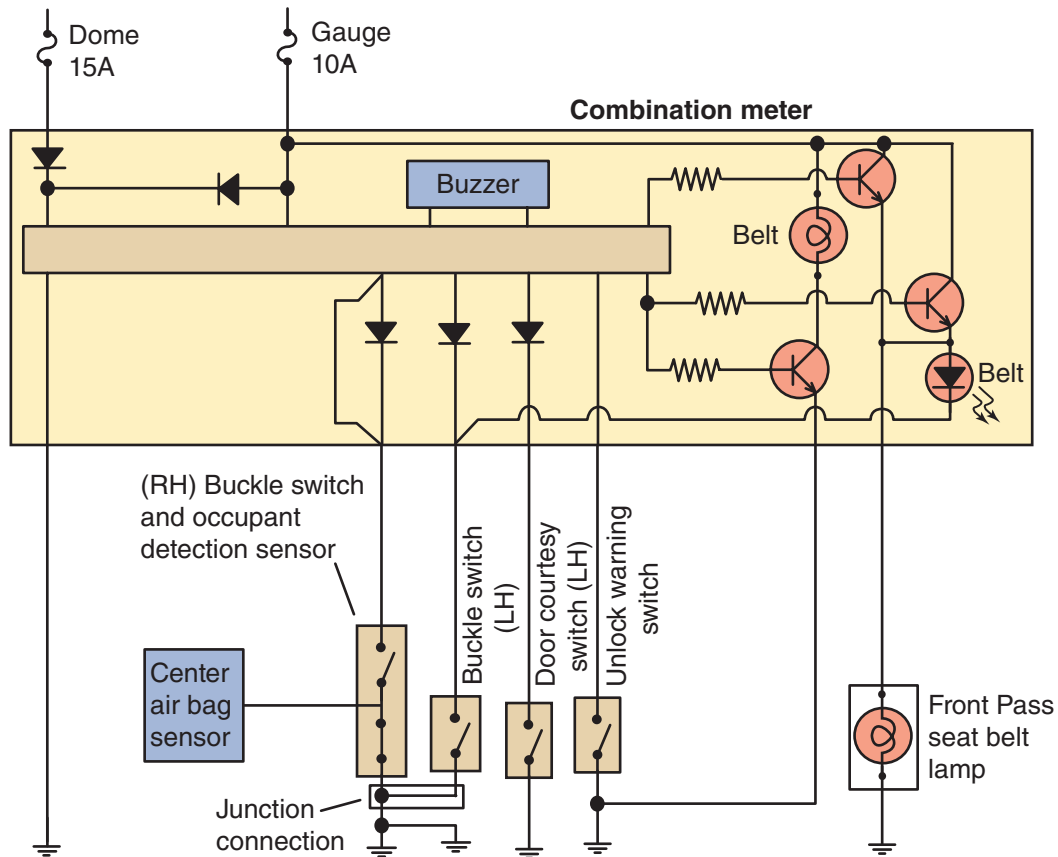 Dome
15A
Gauge
10A
Combination meter
Buzzer
Belt
Belt
(RH) Buckle switch
and occupant
detection sensor
Buckle switch
(LH)
Door courtesy
switch (LH)
Unlock warning
switch
Center
air bag
sensor
Front Pass
seat belt
lamp
Junction
connection